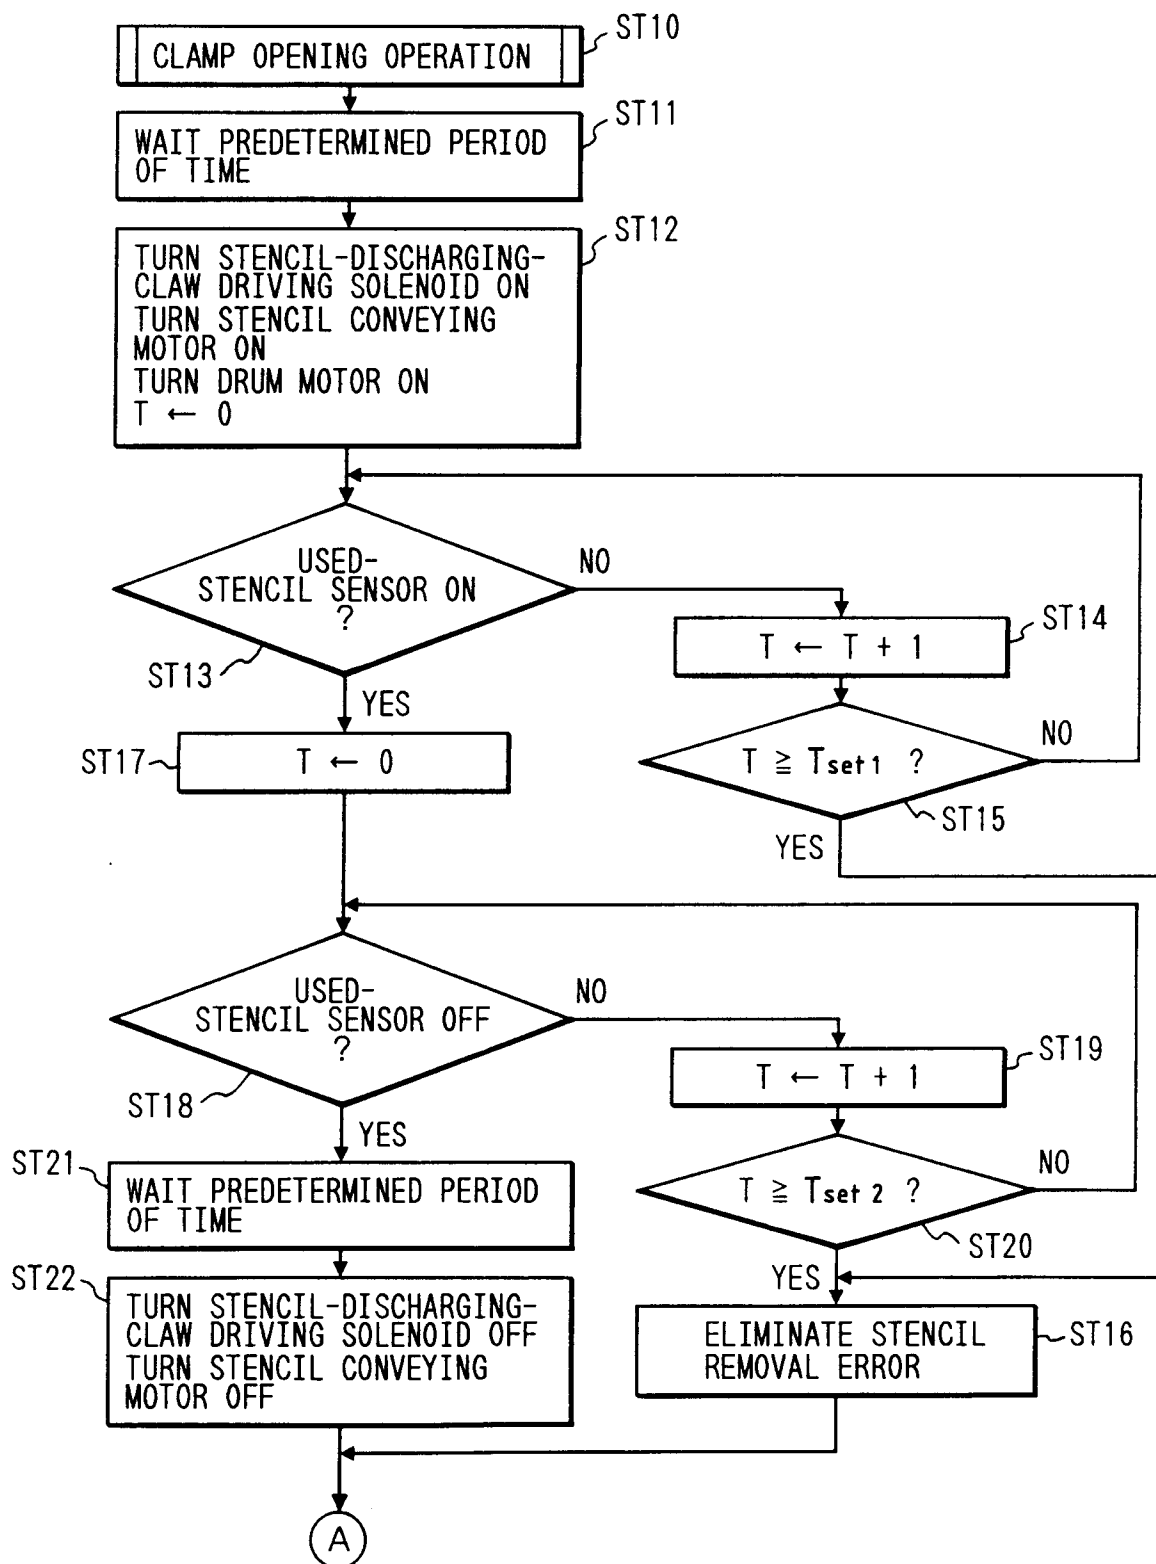 ST10
CLAMP OPENING OPERATION
ST11
WAIT PREDETERMINED PERIOD
OF TIME
ST12
TURN STENCIL-DISCHARGING-
CLAW DRIVING SOLENOID ON
TURN STENCIL CONVEYING
MOTOR ON
TURN DRUM MOTOR ON
T ← 0
USED-
STENCIL SENSOR ON
?
NO
ST13
YES
ST14
T ← T + 1
T ≧ Tset1 ?
NO
ST15
YES
ST17
T ← 0
USED-
STENCIL SENSOR OFF
?
NO
ST18
YES
ST19
T ← T + 1
T ≧ Tset2 ?
NO
ST20
YES
ST21
WAIT PREDETERMINED PERIOD
OF TIME
ST22
TURN STENCIL-DISCHARGING-
CLAW DRIVING SOLENOID OFF
TURN STENCIL CONVEYING
MOTOR OFF
ELIMINATE STENCIL
REMOVAL ERROR
ST16
A